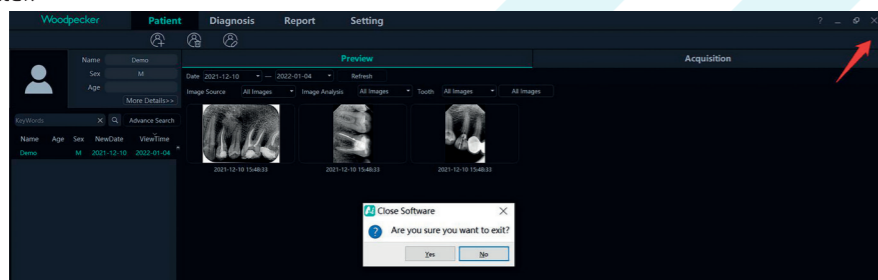 Woodpecker Patient Diagnosis Report Setting ? – ×
Name Demo
Sex M
Age
More Details>>
KeyWords × Advance Search
Name Age Sex NewDate ViewTime
Demo M 2021-12-10 2022-01-04
Preview Acquisition
Date 2021-12-10 — 2022-01-04 Refresh
Image Source All Images Image Analysis All Images Tooth All Images All Images
2021-12-10 15:48:33 2021-12-10 15:48:33 2021-12-10 15:48:33
Close Software ×
Are you sure you want to exit?
Yes No